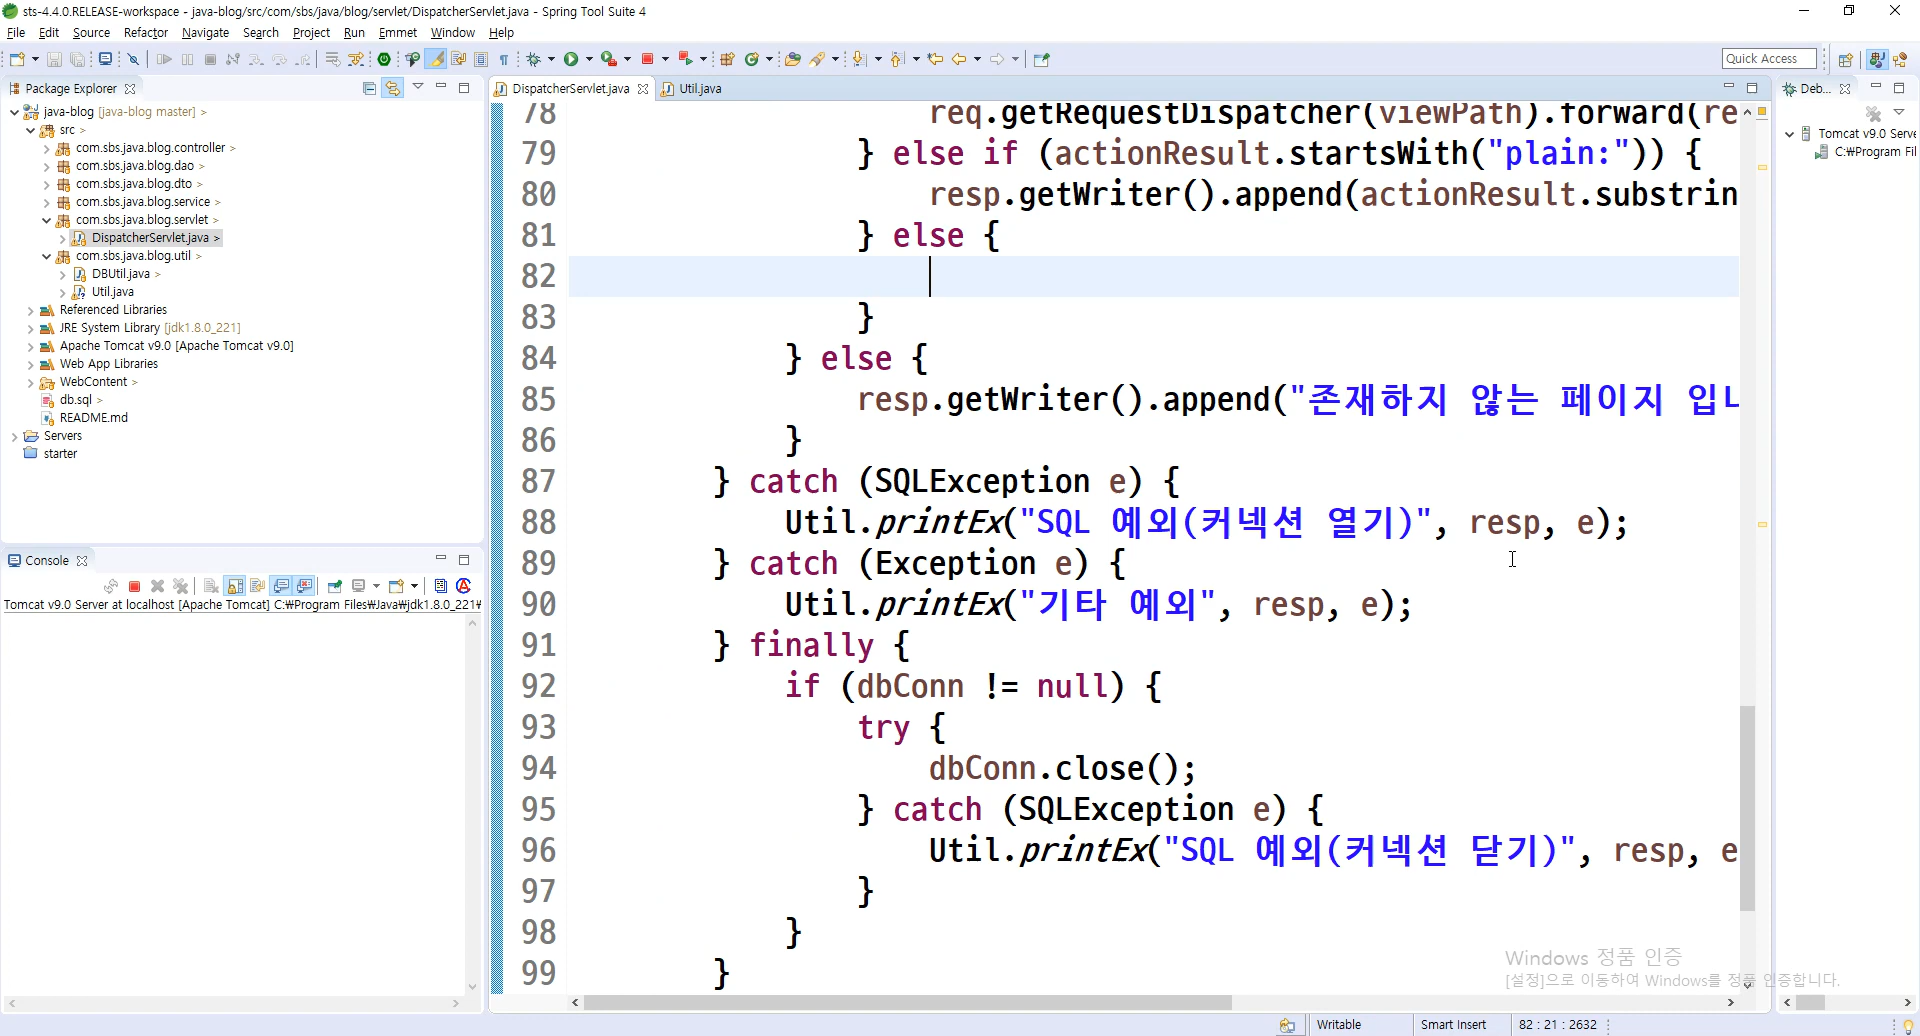 sts-4.4.0.RELEASE-workspace - java-blog/src/com/sbs/java/blog/servlet/DispatcherServlet.java - Spring Tool Suite 4
File Edit Source Refactor Navigate Search Project Run Emmet Window Help
Quick Access
Package Explorer
java-blog [java-blog master] >
src >
com.sbs.java.blog.controller >
com.sbs.java.blog.dao >
com.sbs.java.blog.dto >
com.sbs.java.blog.service >
com.sbs.java.blog.servlet >
DispatcherServlet.java >
com.sbs.java.blog.util >
DBUtil.java >
Util.java
Referenced Libraries
JRE System Library [jdk1.8.0_221]
Apache Tomcat v9.0 [Apache Tomcat v9.0]
Web App Libraries
WebContent >
db.sql >
README.md
Servers
starter
Console
Tomcat v9.0 Server at localhost [Apache Tomcat] C:₩Program Files₩Java₩jdk1.8.0_221₩
DispatcherServlet.java Util.java
78 req.getRequestDispatcher(viewPath).forward(re
79 } else if (actionResult.startsWith("plain:")) {
80 resp.getWriter().append(actionResult.substrin
81 } else {
82
83 }
84 } else {
85 resp.getWriter().append("존재하지 않는 페이지 입니
86 }
87 } catch (SQLException e) {
88 Util.printEx("SQL 예외(커넥션 열기)", resp, e);
89 } catch (Exception e) {
90 Util.printEx("기타 예외", resp, e);
91 } finally {
92 if (dbConn != null) {
93 try {
94 dbConn.close();
95 } catch (SQLException e) {
96 Util.printEx("SQL 예외(커넥션 닫기)", resp, e
97 }
98 }
99 }
Deb...
Tomcat v9.0 Serve
C:₩Program Fil
Windows 정품 인증
[설정]으로 이동하여 Windows를 정품 인증합니다.
Writable Smart Insert 82 : 21 : 2632